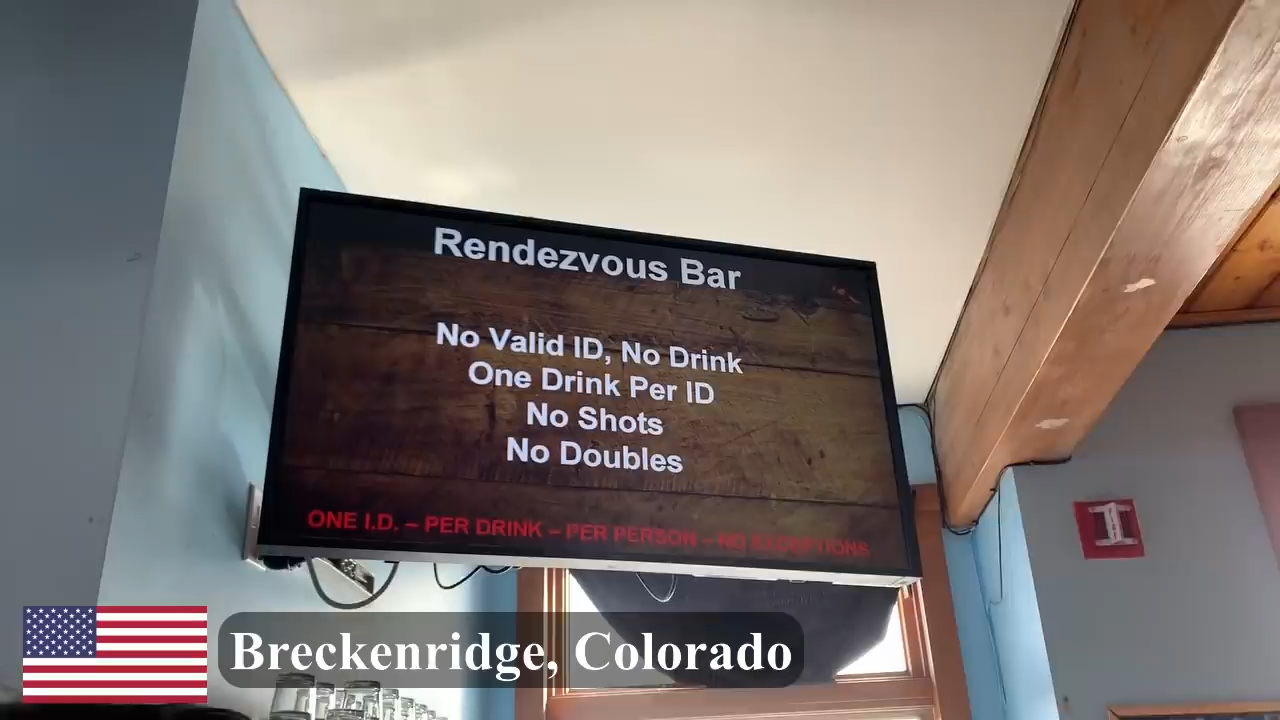 Rendezvous Bar
No Valid ID, No Drink
One Drink Per ID
No Shots
No Doubles
ONE I.D. – PER DRINK – PER PERSON – NO EXCEPTIONS
Breckenridge, Colorado